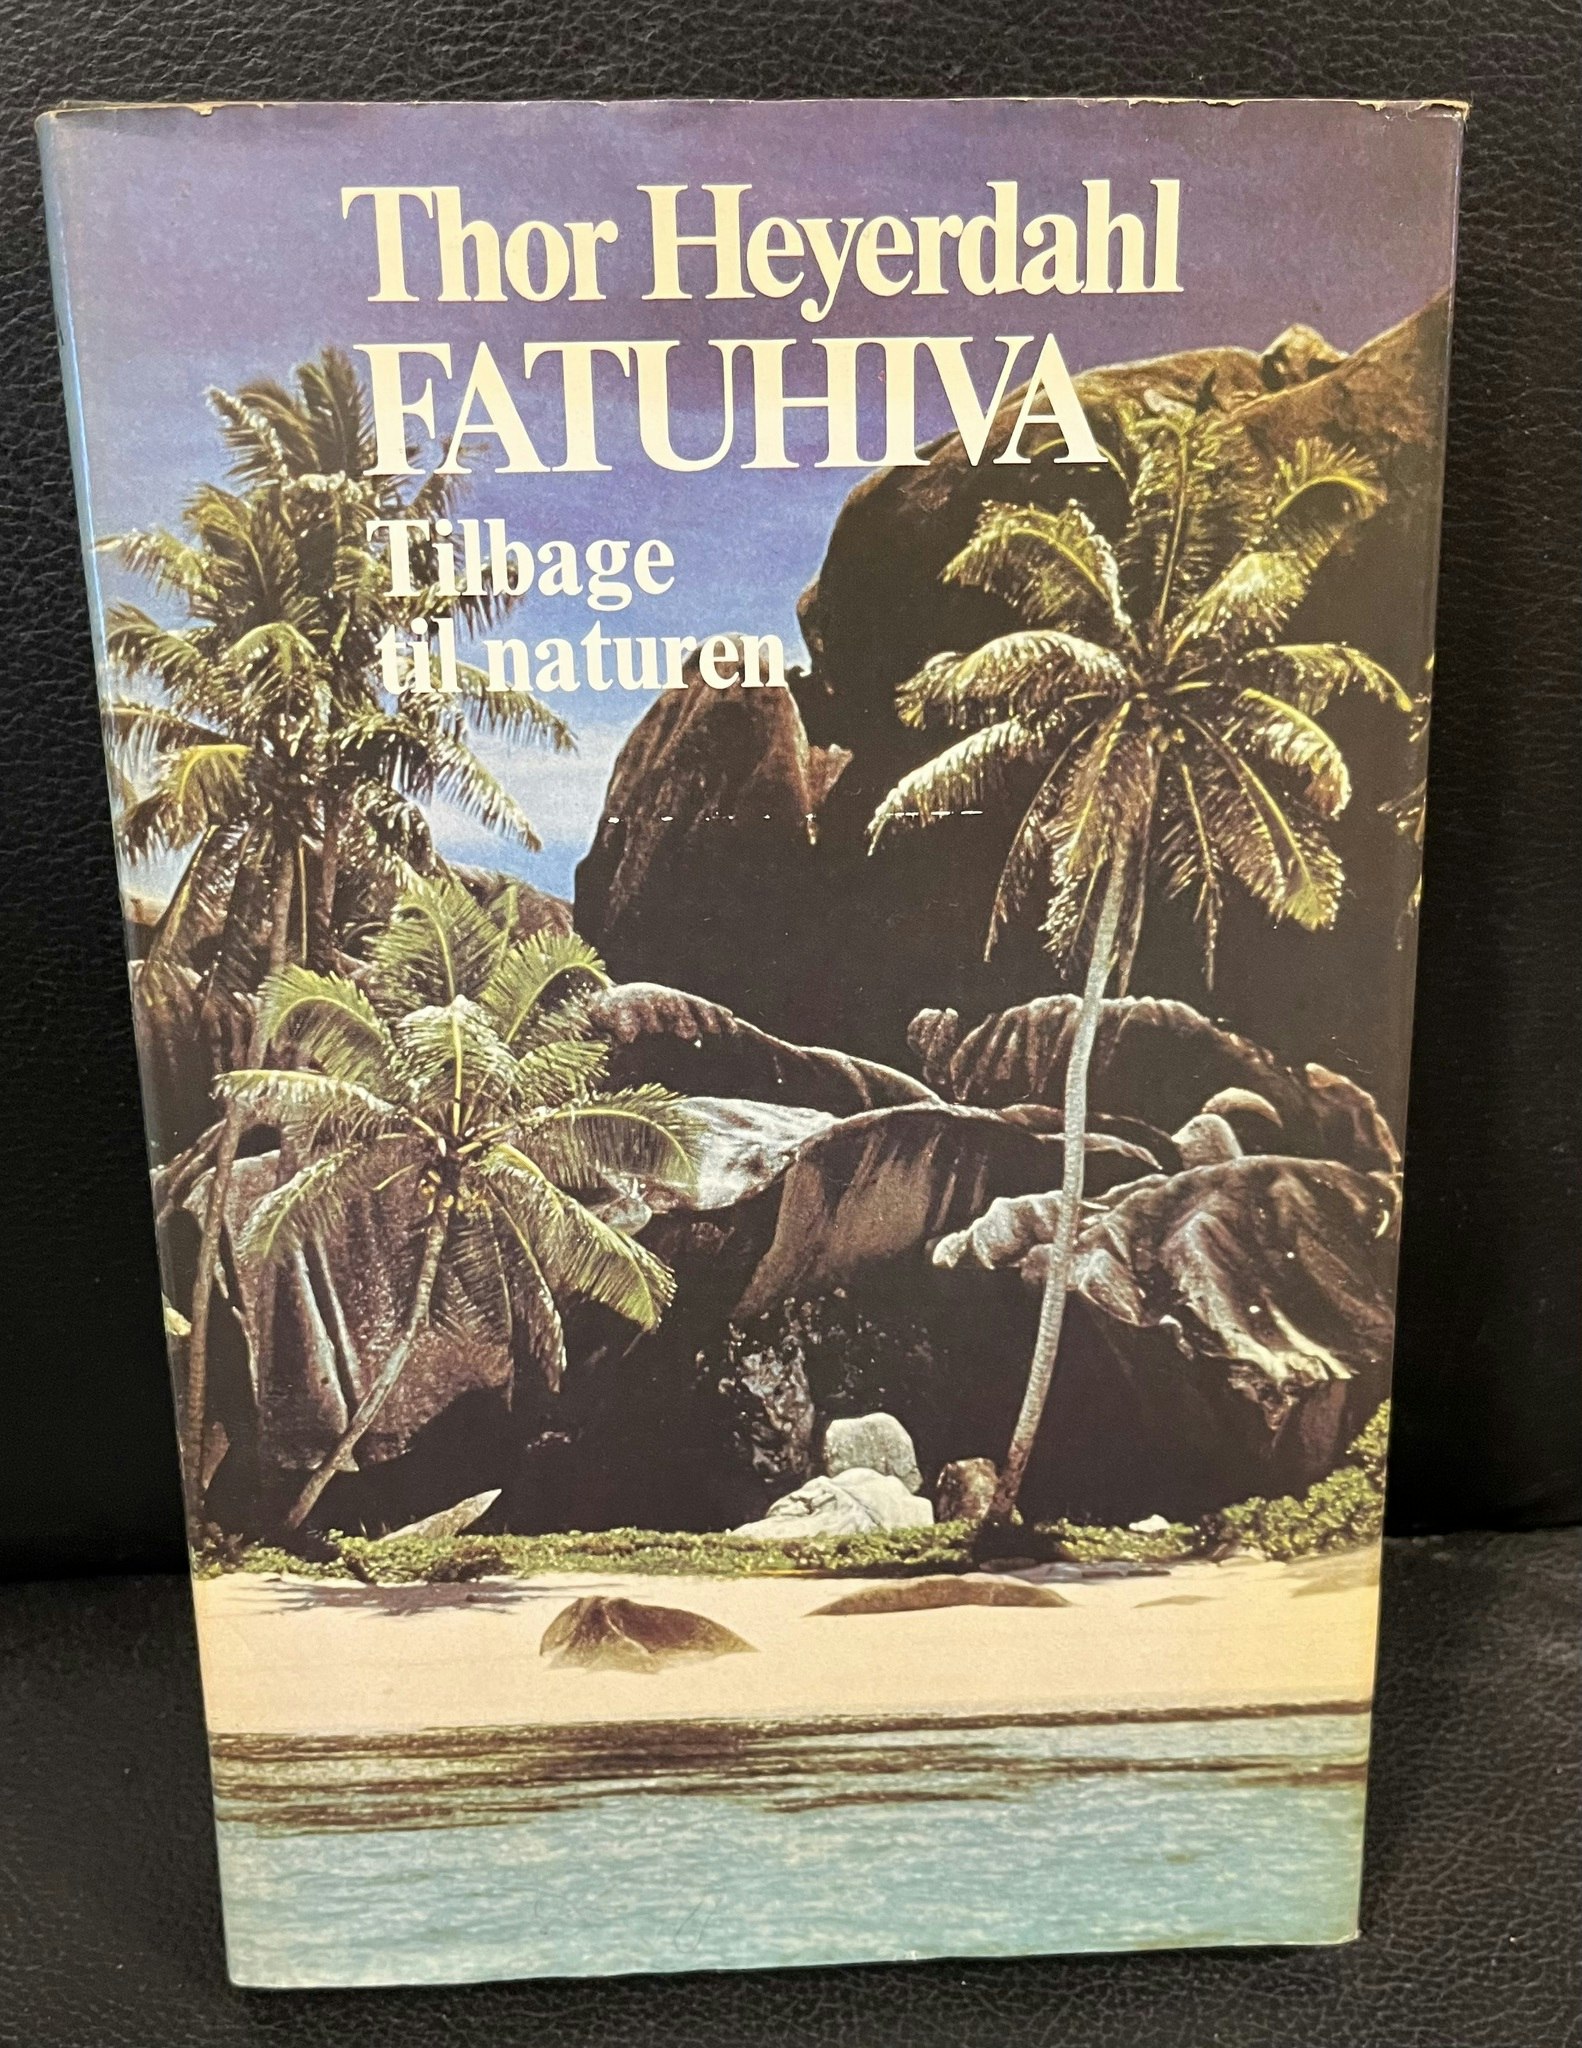 Thor Heyerdahl
FATUHIVA
Tilbage
til naturen